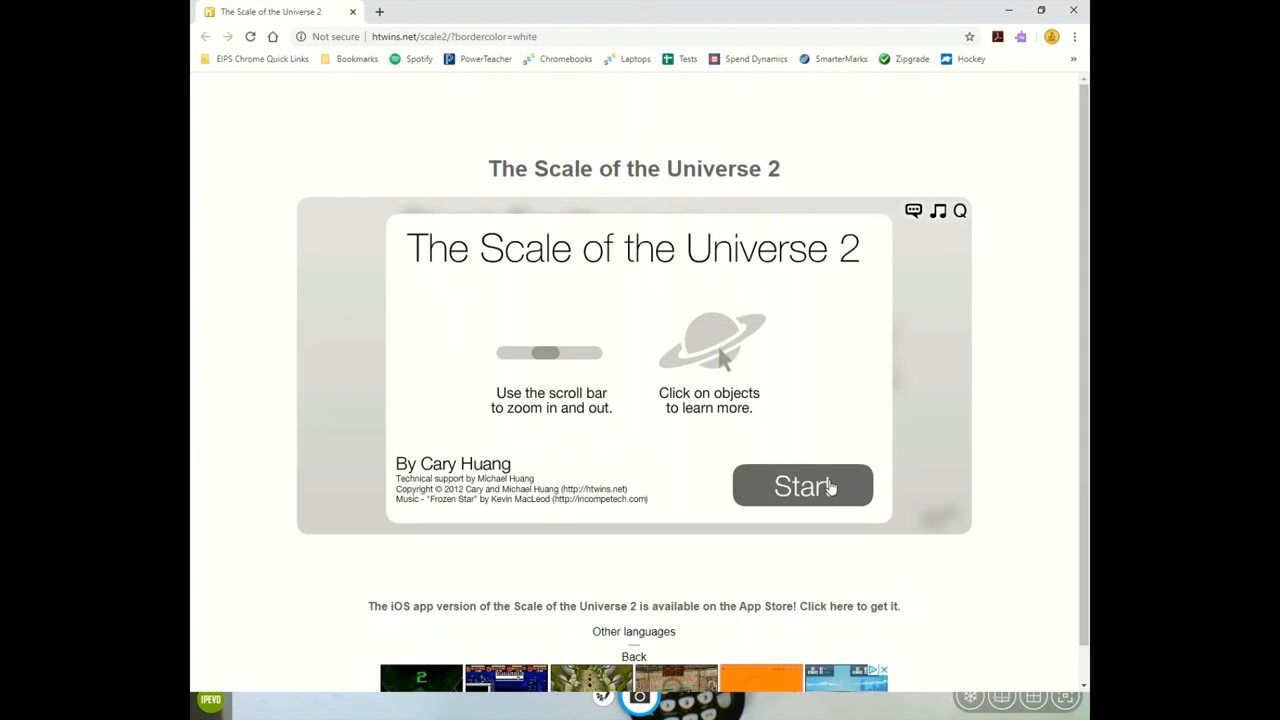 The Scale of the Universe 2
Not secure htwins.net/scale2/?bordercolor=white
EIPS Chrome Quick Links Bookmarks Spotify PowerTeacher Chromebooks Laptops Tests Spend Dynamics SmarterMarks Zipgrade Hockey »
The Scale of the Universe 2
The Scale of the Universe 2
Use the scroll bar
to zoom in and out.
Click on objects
to learn more.
By Cary Huang
Technical support by Michael Huang
Copyright © 2012 Cary and Michael Huang (http://htwins.net)
Music - "Frozen Star" by Kevin MacLeod (http://incompetech.com)
Start
Q
The iOS app version of the Scale of the Universe 2 is available on the App Store! Click here to get it.
Other languages
Back
2
IPEVO